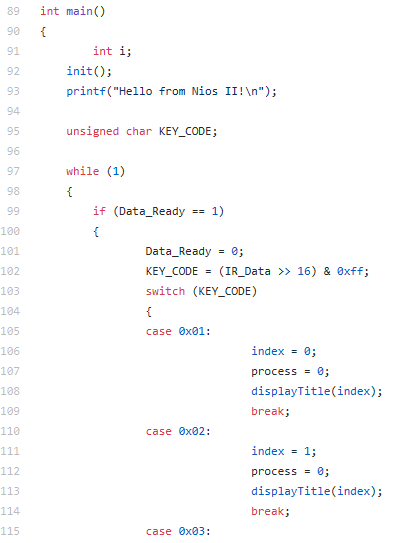 89 int main()
90 {
91 int i;
92 init();
93 printf("Hello from Nios II!\n");
94
95 unsigned char KEY_CODE;
96
97 while (1)
98 {
99 if (Data_Ready == 1)
100 {
101 Data_Ready = 0;
102 KEY_CODE = (IR_Data >> 16) & 0xff;
103 switch (KEY_CODE)
104 {
105 case 0x01:
106 index = 0;
107 process = 0;
108 displayTitle(index);
109 break;
110 case 0x02:
111 index = 1;
112 process = 0;
113 displayTitle(index);
114 break;
115 case 0x03: